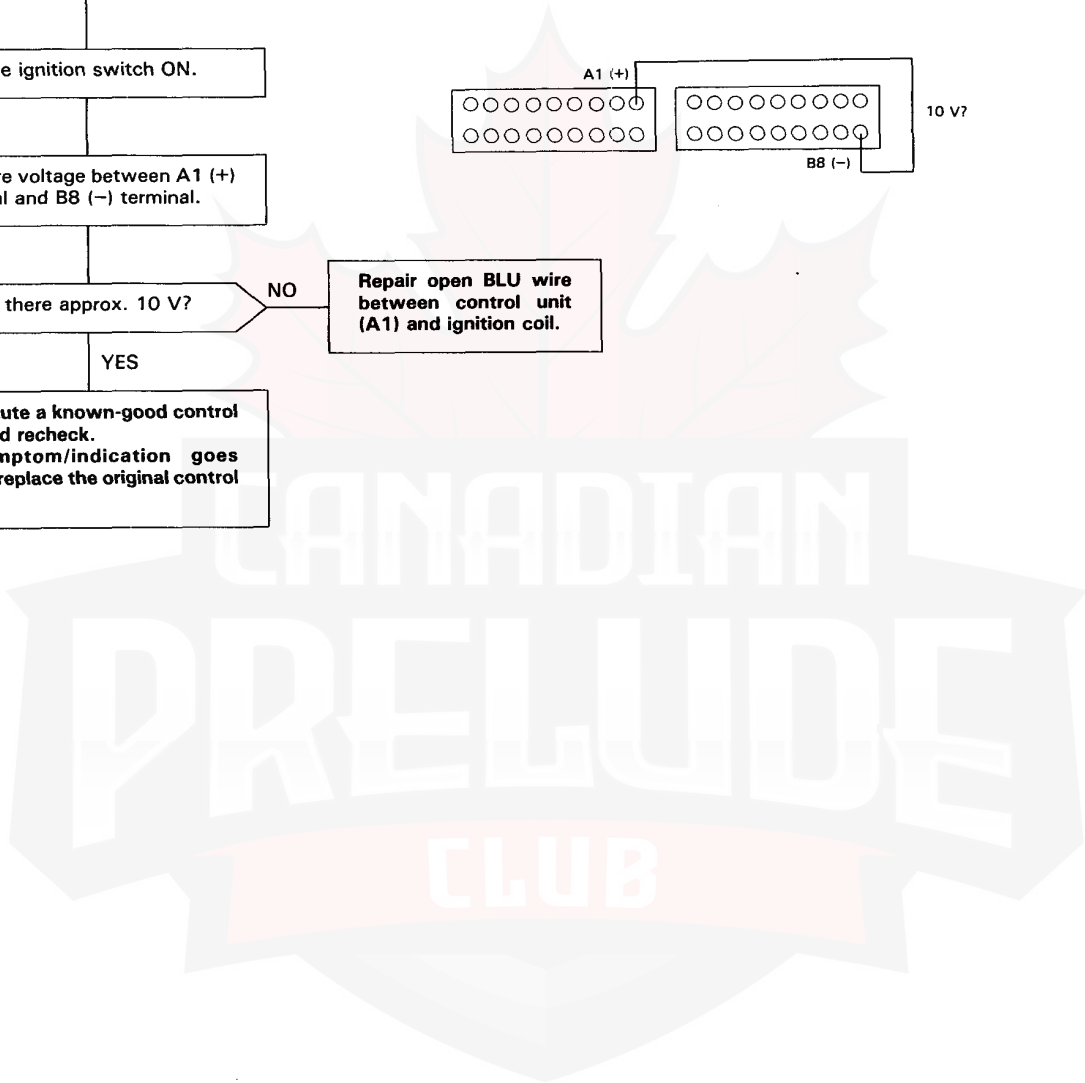 e ignition switch ON.
A1 (+)
10 V?
B8 (−)
re voltage between A1 (+)
l and B8 (−) terminal.
there approx. 10 V?
NO
Repair open BLU wire
between control unit
(A1) and ignition coil.
YES
ute a known-good control
d recheck.
mptom/indication goes
replace the original control
CANADIAN
PRELUDE
CLUB